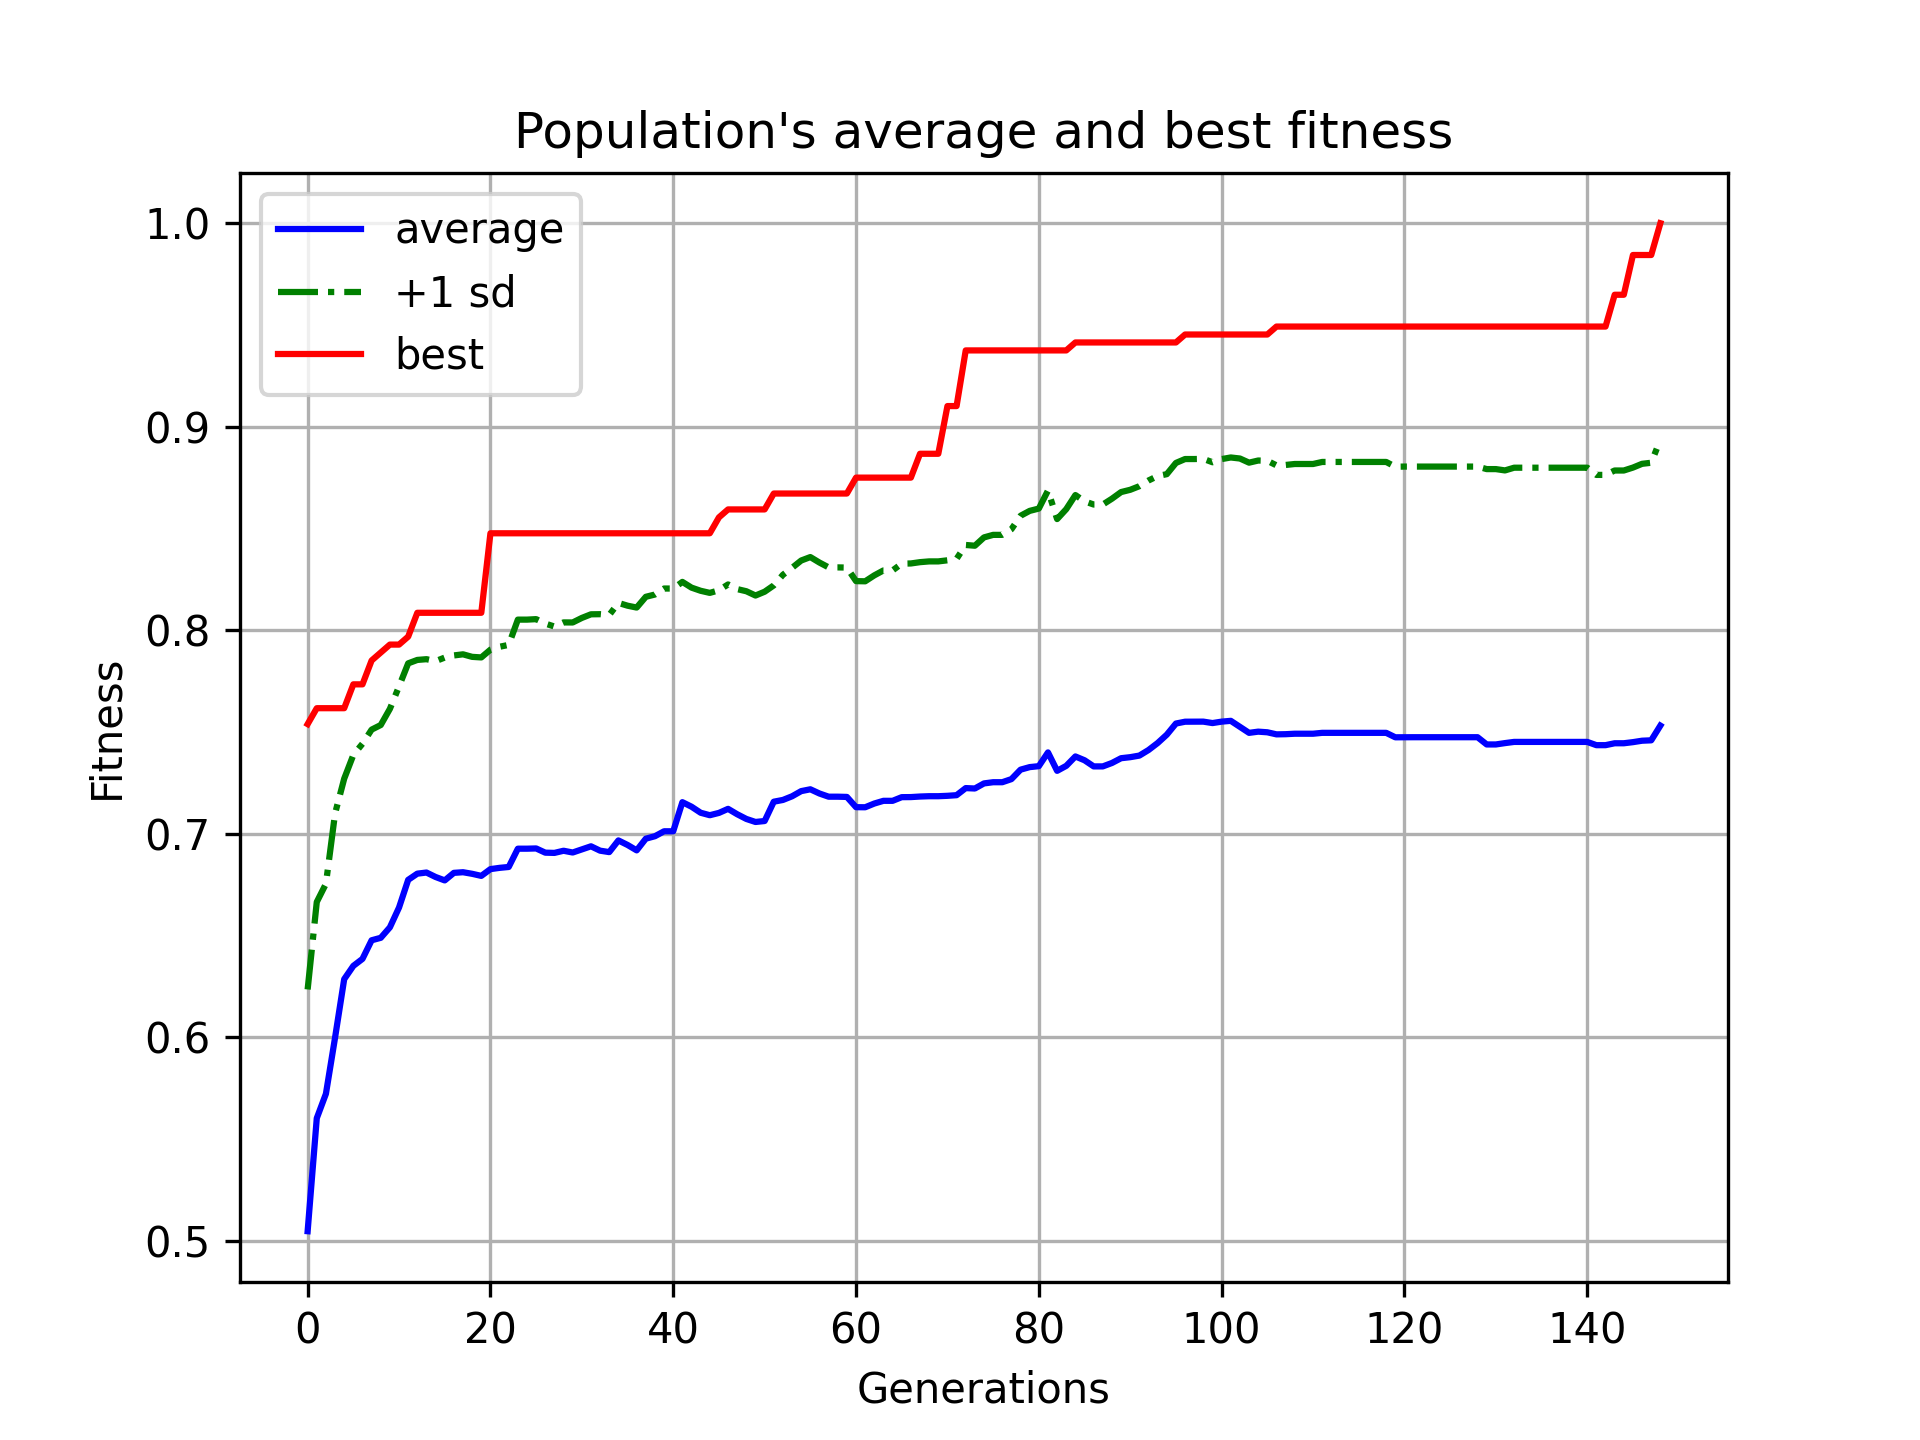 Population's average and best fitness
average
+1 sd
best
1.0
0.9
0.8
0.7
0.6
0.5
Fitness
0 20 40 60 80 100 120 140
Generations